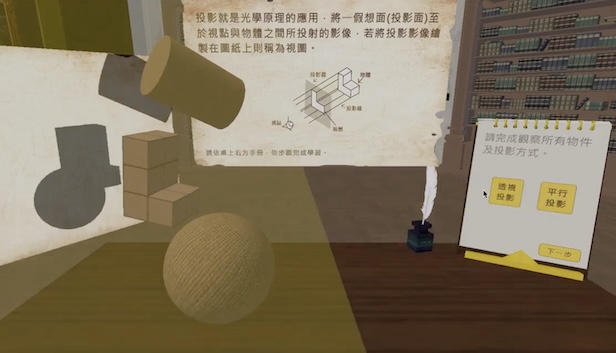 投影就是光學原理的應用，將一假想面(投影面)至
於視點與物體之間所投射的影像，若將投影影像繪
製在圖紙上則稱為視圖。
投影面
物體
投影線
視點
請依桌上右方手冊，依步驟完成學習。
請完成觀察所有物件
及投影方式。
透視
投影
平行
投影
下一步